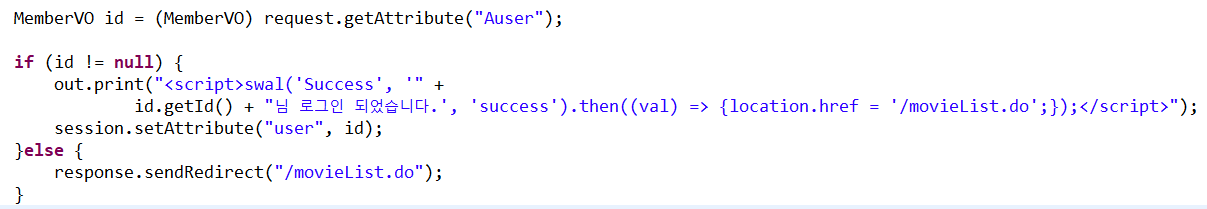 MemberVO id = (MemberVO) request.getAttribute("Auser");
if (id != null) {
out.print("<script>swal('Success', '" +
id.getId() + "님 로그인 되었습니다.', 'success').then((val) => {location.href = '/movieList.do';});</script>");
session.setAttribute("user", id);
}else {
response.sendRedirect("/movieList.do");
}